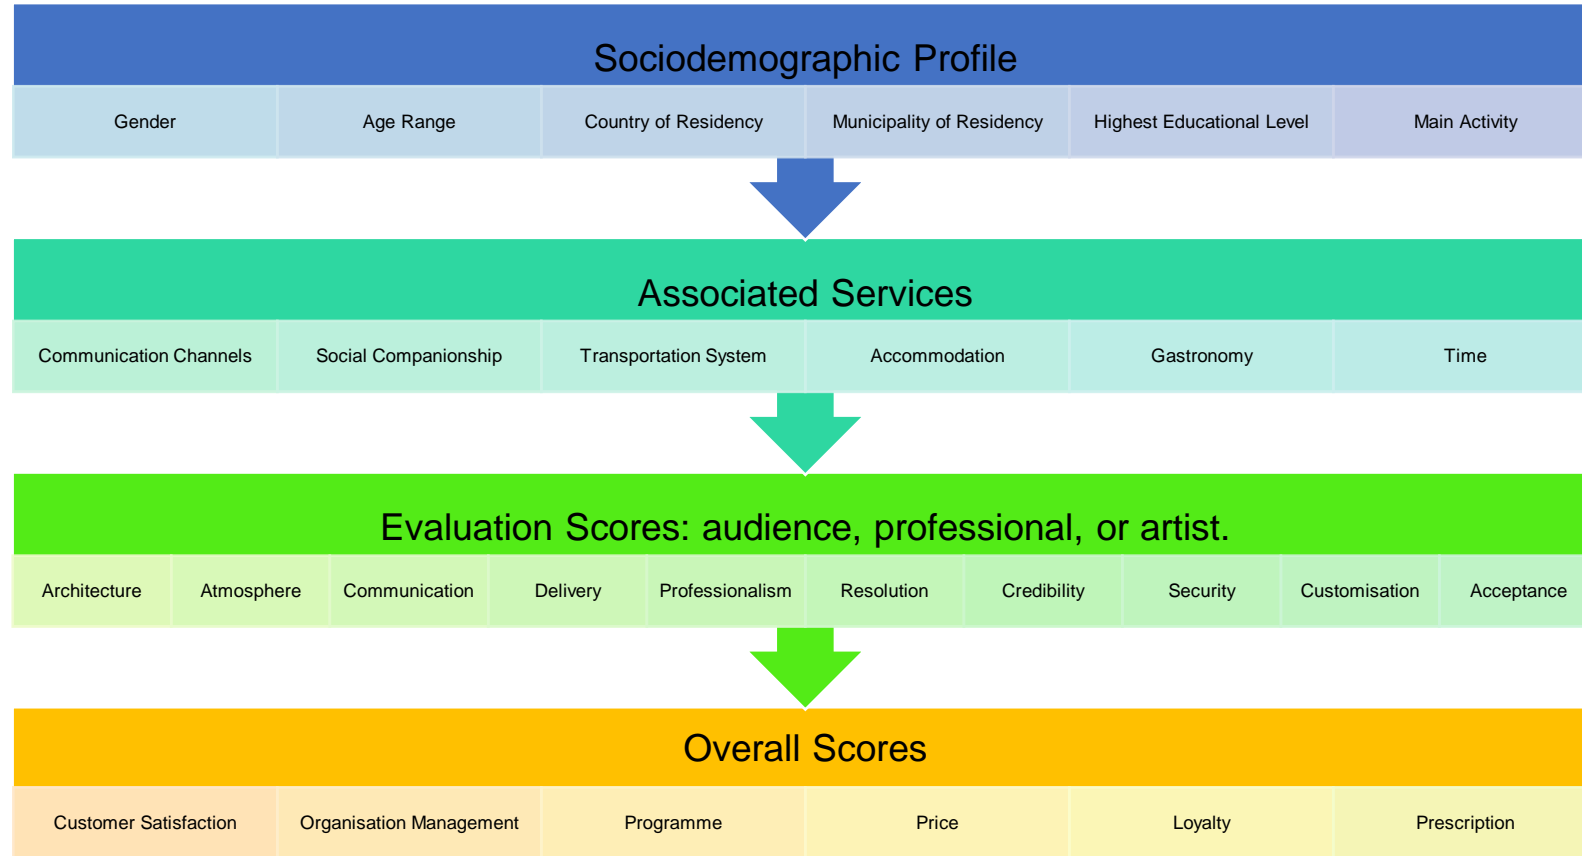 Sociodemographic Profile
Gender
Age Range
Country of Residency
Municipality of Residency
Highest Educational Level
Main Activity
Associated Services
Communication Channels
Social Companionship
Transportation System
Accommodation
Gastronomy
Time
Evaluation Scores: audience, professional, or artist.
Architecture
Atmosphere
Communication
Delivery
Professionalism
Resolution
Credibility
Security
Customisation
Acceptance
Overall Scores
Customer Satisfaction
Organisation Management
Programme
Price
Loyalty
Prescription